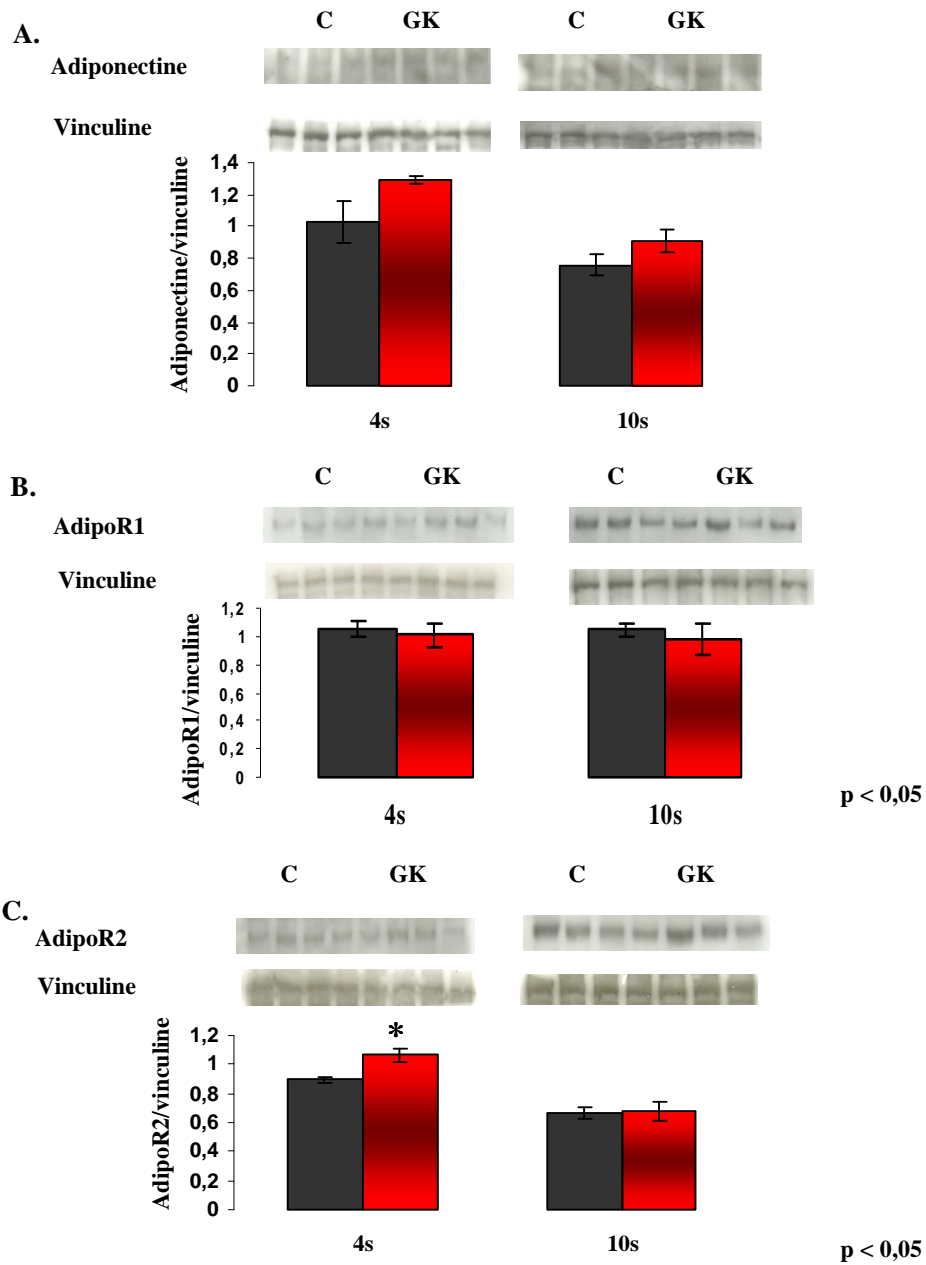 C GK C GK
A.
Adiponectine
Vinculine
Adiponectine/vinculine
1,4
1,2
1
0,8
0,6
0,4
0,2
0
4s 10s
C GK C GK
B.
AdipoR1
Vinculine
AdipoR1/vinculine
1,2
1
0,8
0,6
0,4
0,2
0
4s 10s
p < 0,05
C GK C GK
C.
AdipoR2
Vinculine
AdipoR2/vinculine
*
1,2
1
0,8
0,6
0,4
0,2
0
4s 10s
p < 0,05